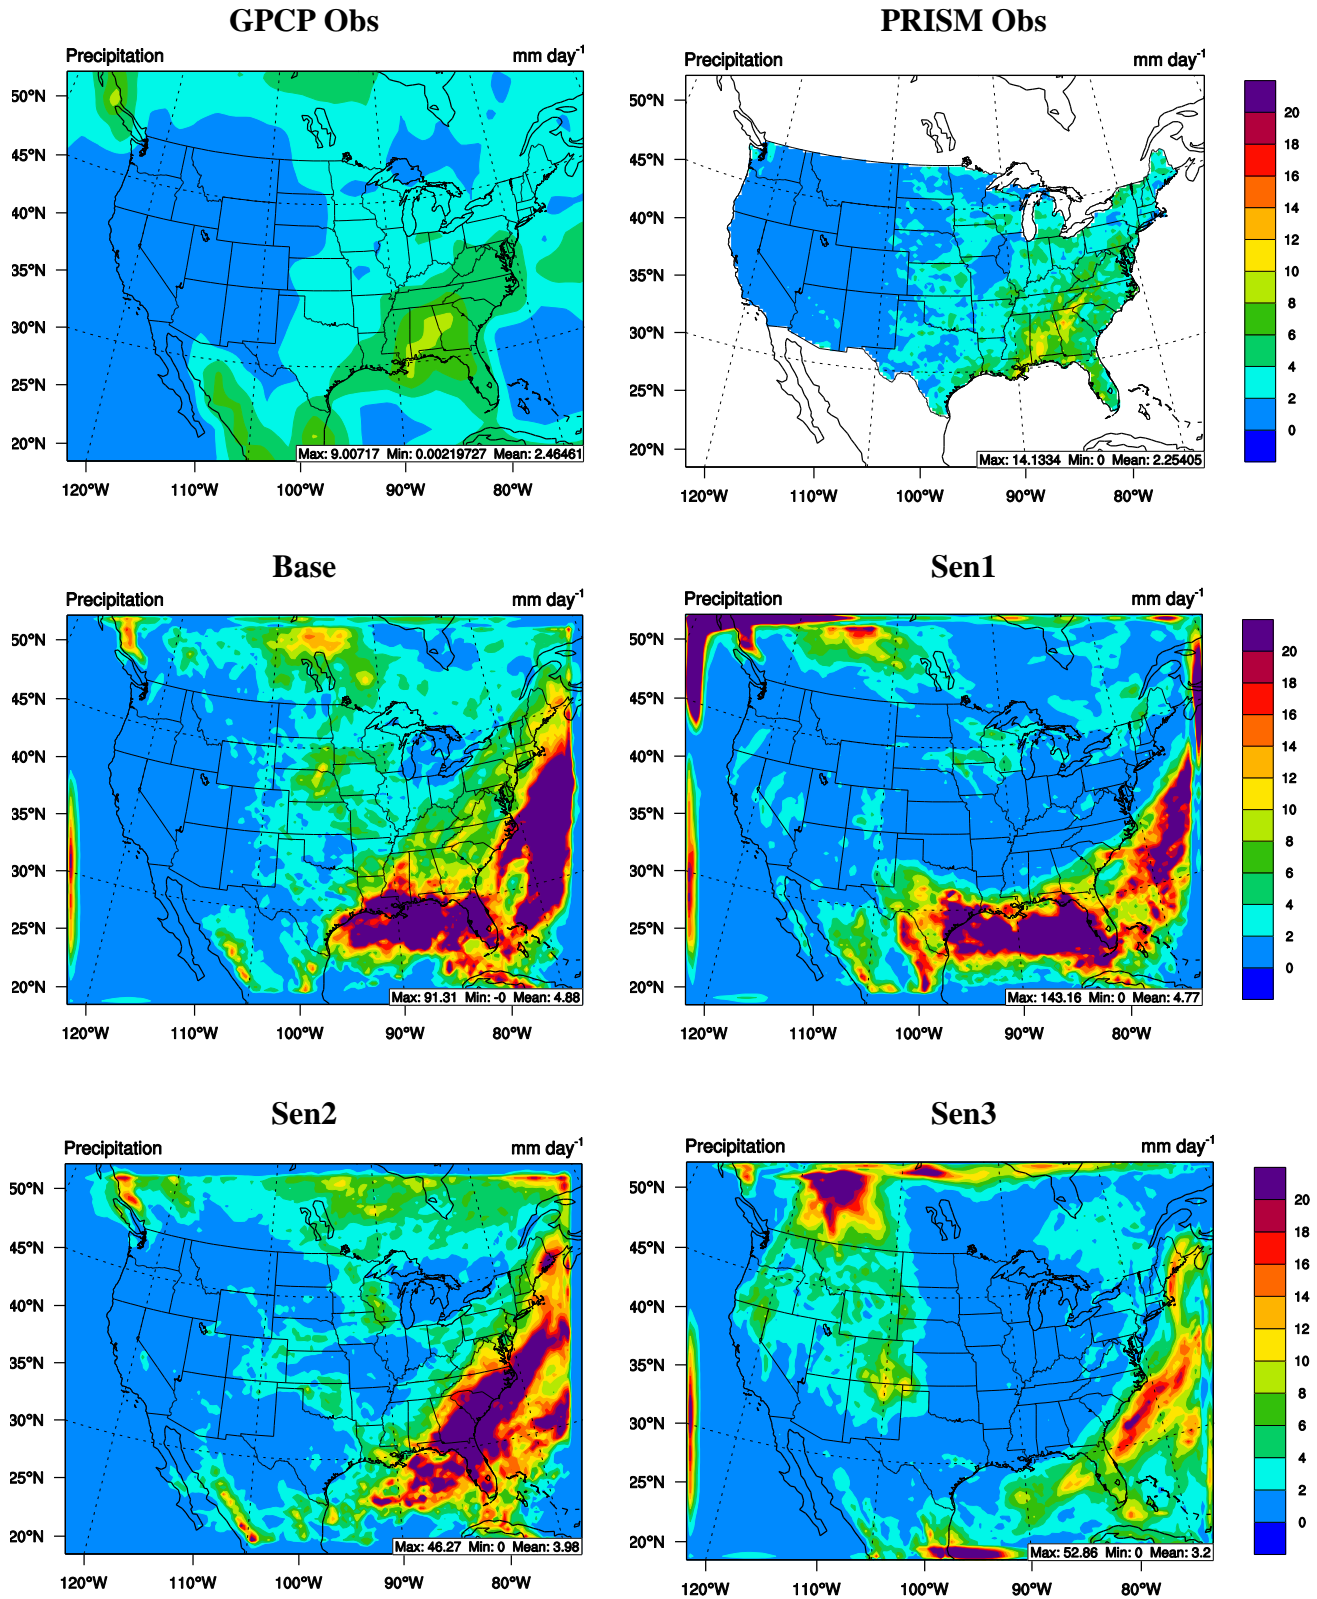 GPCP Obs
PRISM Obs
Precipitation mm day-1
Precipitation mm day-1
50°N
45°N
40°N
35°N
30°N
25°N
20°N
Max: 9.00717 Min: 0.00219727 Mean: 2.46461
120°W 110°W 100°W 90°W 80°W
50°N
45°N
40°N
35°N
30°N
25°N
20°N
Max: 14.1334 Min: 0 Mean: 2.25405
120°W 110°W 100°W 90°W 80°W
20
18
16
14
12
10
8
6
4
2
0
Base
Sen1
Precipitation mm day-1
Precipitation mm day-1
50°N
45°N
40°N
35°N
30°N
25°N
20°N
Max: 91.31 Min: -0 Mean: 4.88
120°W 110°W 100°W 90°W 80°W
50°N
45°N
40°N
35°N
30°N
25°N
20°N
Max: 143.16 Min: 0 Mean: 4.77
120°W 110°W 100°W 90°W 80°W
20
18
16
14
12
10
8
6
4
2
0
Sen2
Sen3
Precipitation mm day-1
Precipitation mm day-1
50°N
45°N
40°N
35°N
30°N
25°N
20°N
Max: 46.27 Min: 0 Mean: 3.98
120°W 110°W 100°W 90°W 80°W
50°N
45°N
40°N
35°N
30°N
25°N
20°N
Max: 52.86 Min: 0 Mean: 3.2
120°W 110°W 100°W 90°W 80°W
20
18
16
14
12
10
8
6
4
2
0